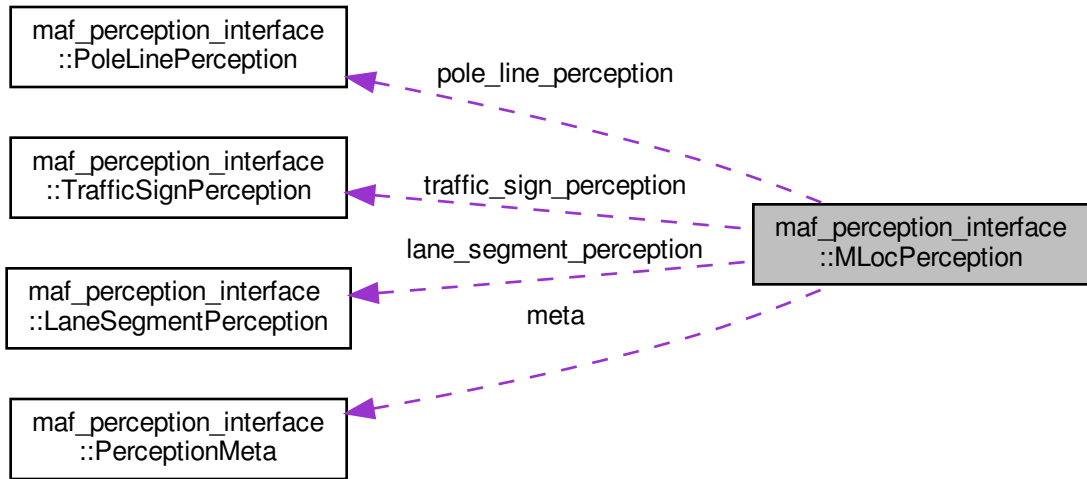 maf_perception_interface
::PoleLinePerception
pole_line_perception
maf_perception_interface
::TrafficSignPerception
traffic_sign_perception
maf_perception_interface
::MLocPerception
lane_segment_perception
maf_perception_interface
::LaneSegmentPerception
meta
maf_perception_interface
::PerceptionMeta